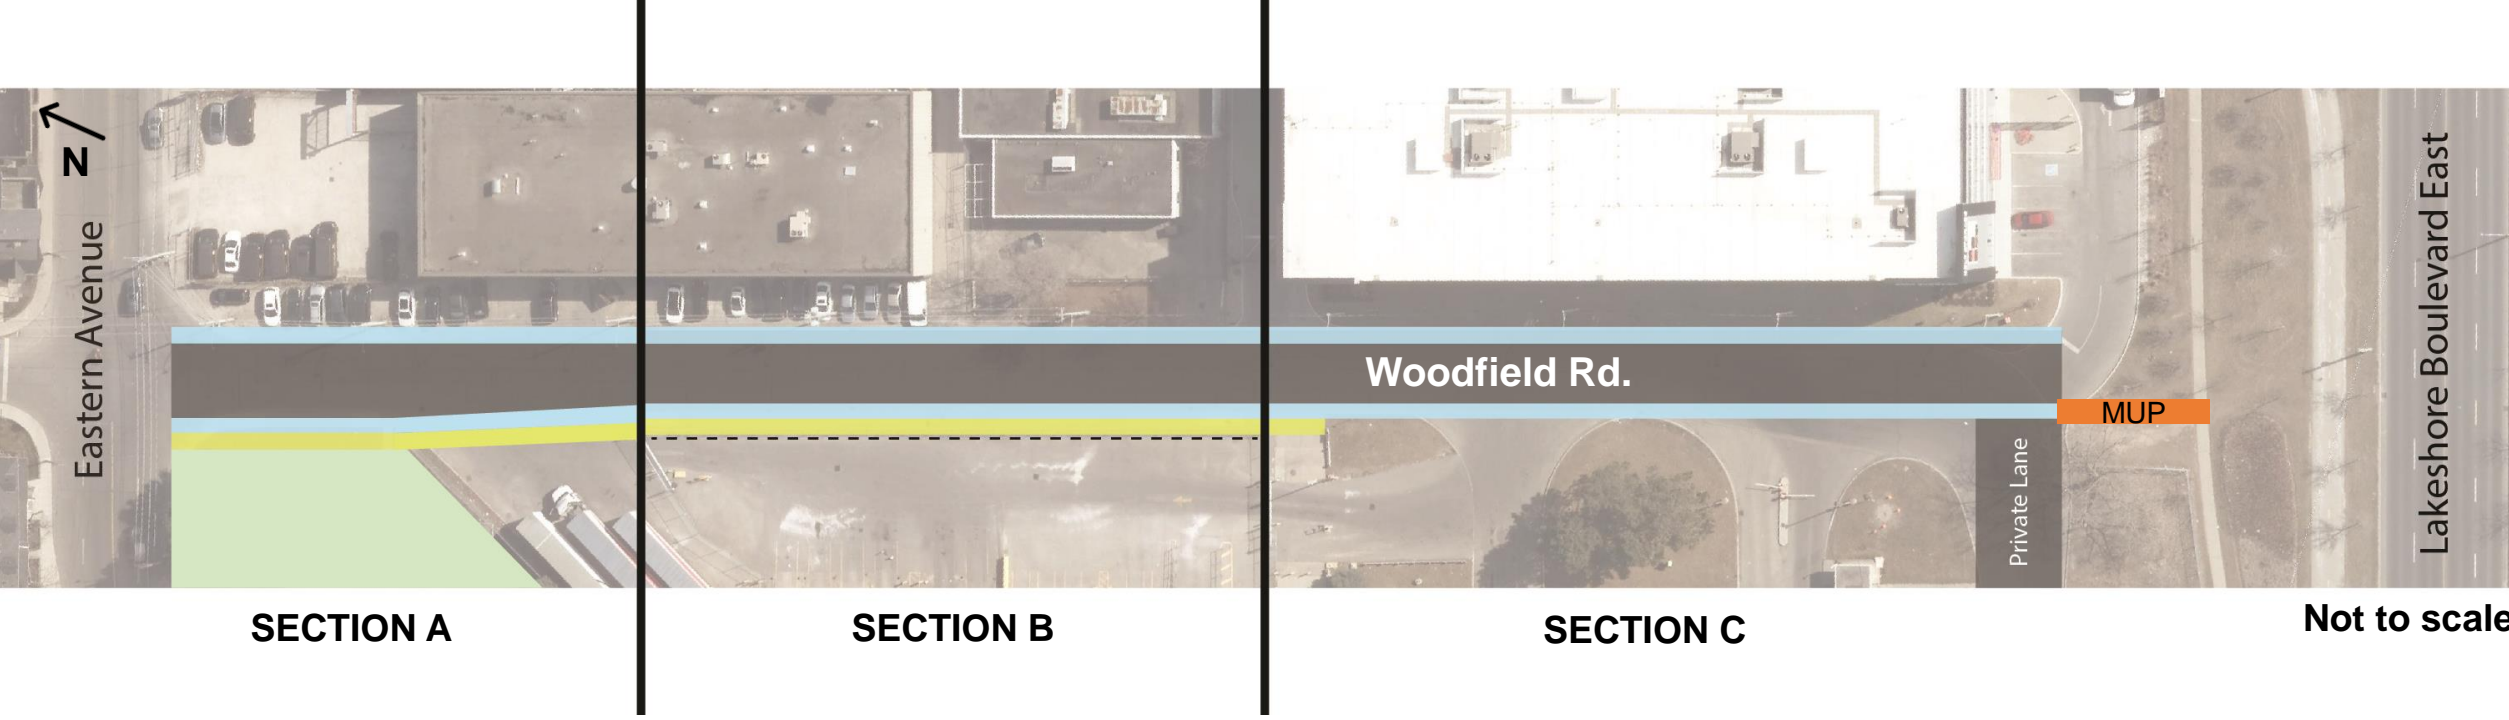 N
Eastern Avenue
Woodfield Rd.
MUP
Private Lane
Lakeshore Boulevard East
SECTION A
SECTION B
SECTION C
Not to scale